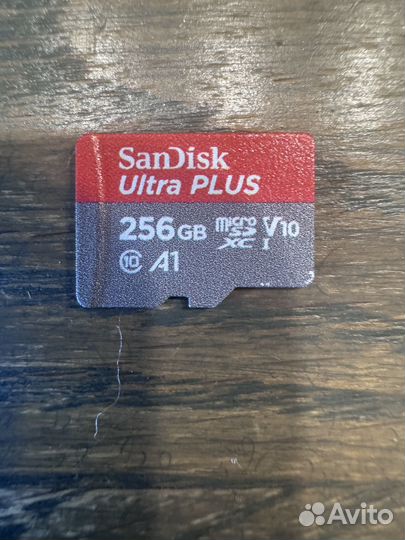 SanDisk
Ultra PLUS
256GB micro SD XC I V10
10 A1
Avito